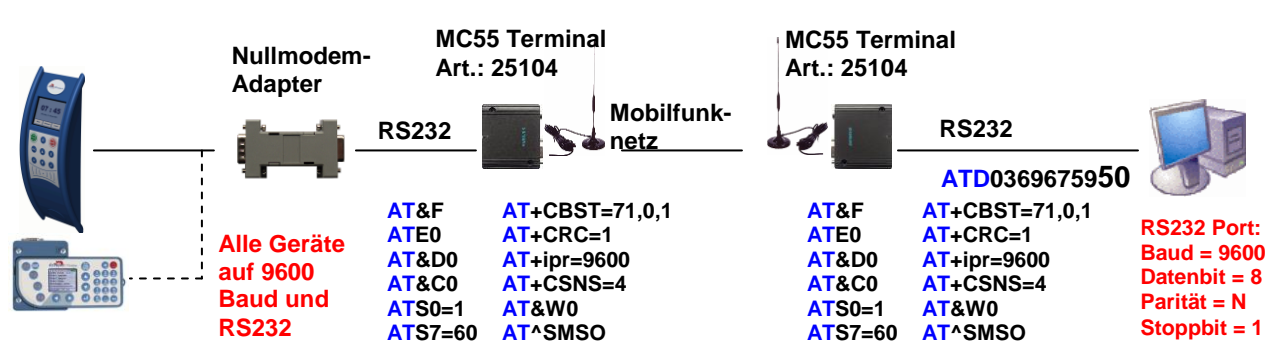 Nullmodem-
Adapter
MC55 Terminal
Art.: 25104
MC55 Terminal
Art.: 25104
RS232
Mobilfunk-
netz
RS232
ATD0369675950
Alle Geräte
auf 9600
Baud und
RS232
AT&F
ATE0
AT&D0
AT&C0
ATS0=1
ATS7=60
AT+CBST=71,0,1
AT+CRC=1
AT+ipr=9600
AT+CSNS=4
AT&W0
AT^SMSO
AT&F
ATE0
AT&D0
AT&C0
ATS0=1
ATS7=60
AT+CBST=71,0,1
AT+CRC=1
AT+ipr=9600
AT+CSNS=4
AT&W0
AT^SMSO
RS232 Port:
Baud = 9600
Datenbit = 8
Parität = N
Stoppbit = 1